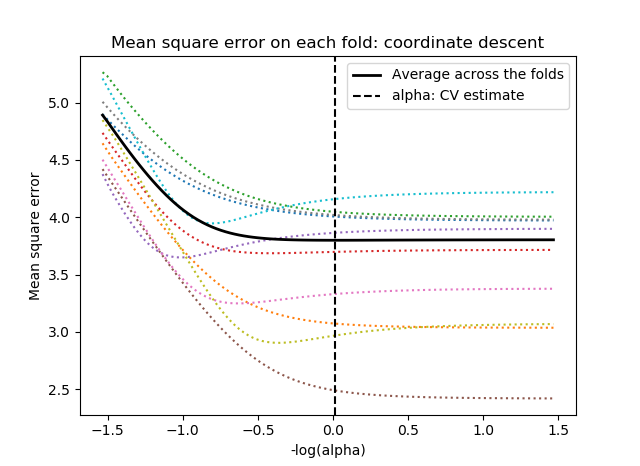 Mean square error on each fold: coordinate descent
Average across the folds
alpha: CV estimate
Mean square error
5.0
4.5
4.0
3.5
3.0
2.5
−1.5 −1.0 −0.5 0.0 0.5 1.0 1.5
-log(alpha)